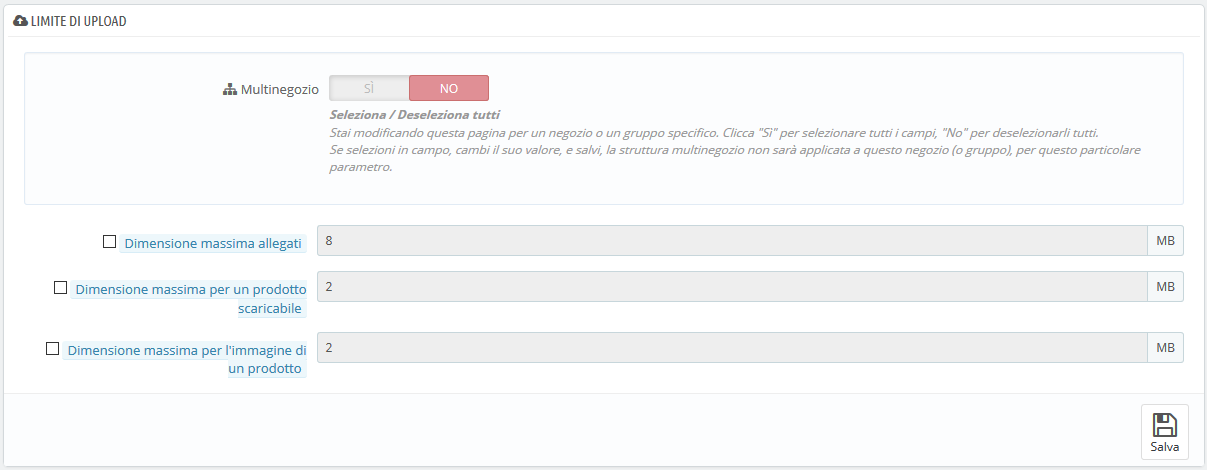 LIMITE DI UPLOAD
Multinegozio
SÌ
NO
Seleziona / Deseleziona tutti
Stai modificando questa pagina per un negozio o un gruppo specifico. Clicca "Sì" per selezionare tutti i campi, "No" per deselezionarli tutti.
Se selezioni in campo, cambi il suo valore, e salvi, la struttura multinegozio non sarà applicata a questo negozio (o gruppo), per questo particolare
parametro.
Dimensione massima allegati
8
MB
Dimensione massima per un prodotto
scaricabile
2
MB
Dimensione massima per l'immagine di
un prodotto
2
MB
Salva